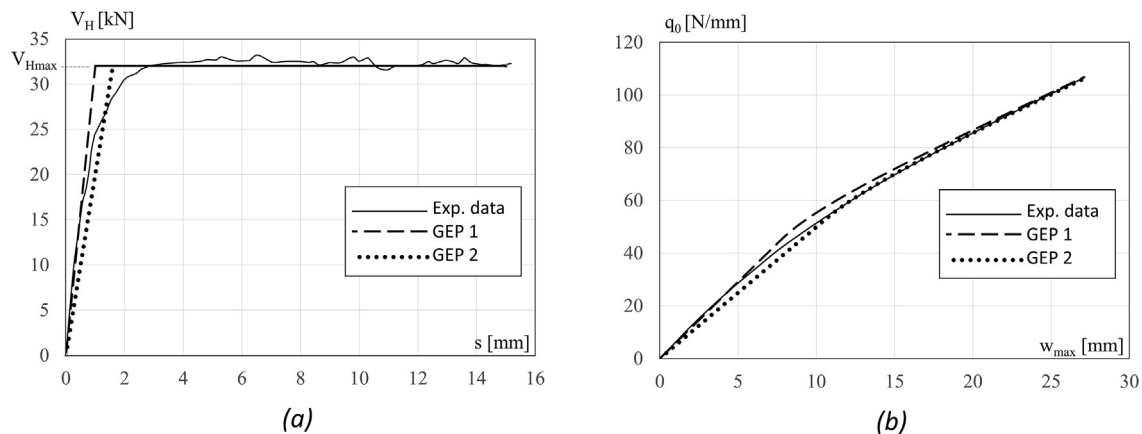 V_H [kN]
35
V_Hmax
30
25
20
15
10
5
0
0 2 4 6 8 10 12 14 16
s [mm]
Exp. data
GEP 1
GEP 2
(a)
q_0 [N/mm]
120
100
80
60
40
20
0
0 5 10 15 20 25 30
w_max [mm]
Exp. data
GEP 1
GEP 2
(b)